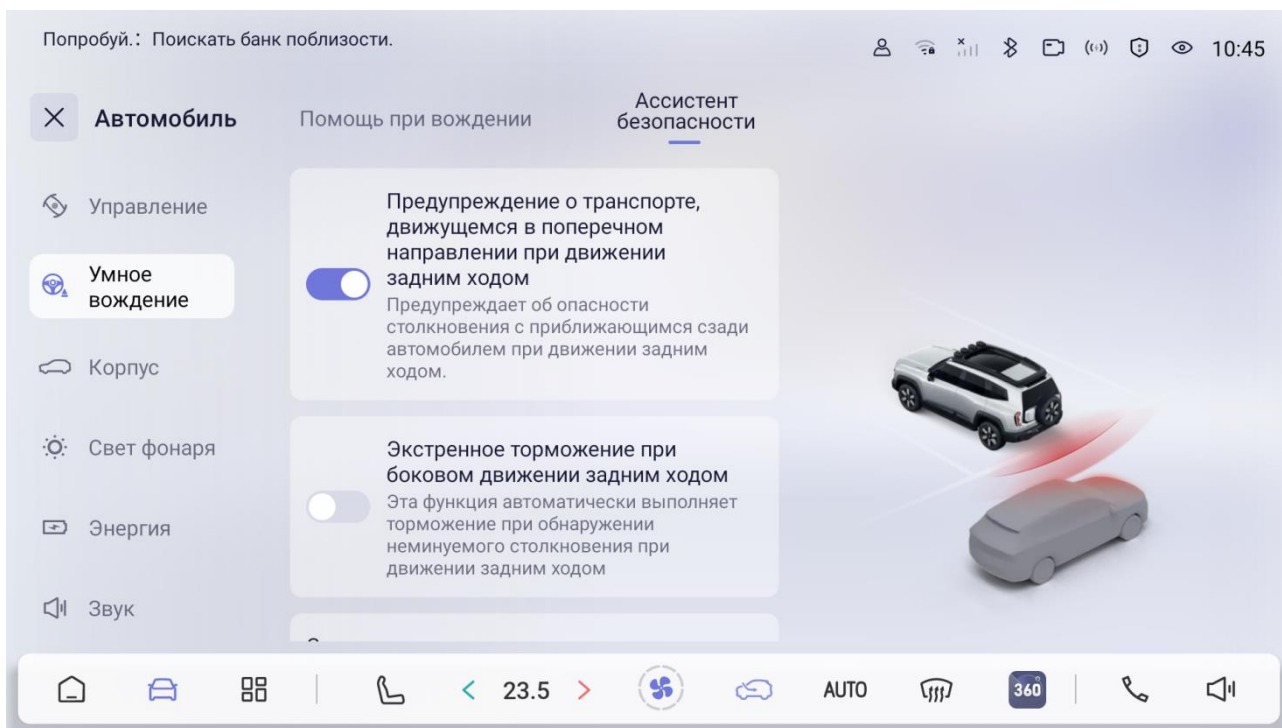 Попробуй.: Поискать банк поблизости.
10:45
Автомобиль
Помощь при вождении
Ассистент
безопасности
Управление
Умное
вождение
Корпус
Свет фонаря
Энергия
Звук
Предупреждение о транспорте,
движущемся в поперечном
направлении при движении
задним ходом
Предупреждает об опасности
столкновения с приближающимся сзади
автомобилем при движении задним
ходом.
Экстренное торможение при
боковом движении задним ходом
Эта функция автоматически выполняет
торможение при обнаружении
неминуемого столкновения при
движении задним ходом
23.5
AUTO
360